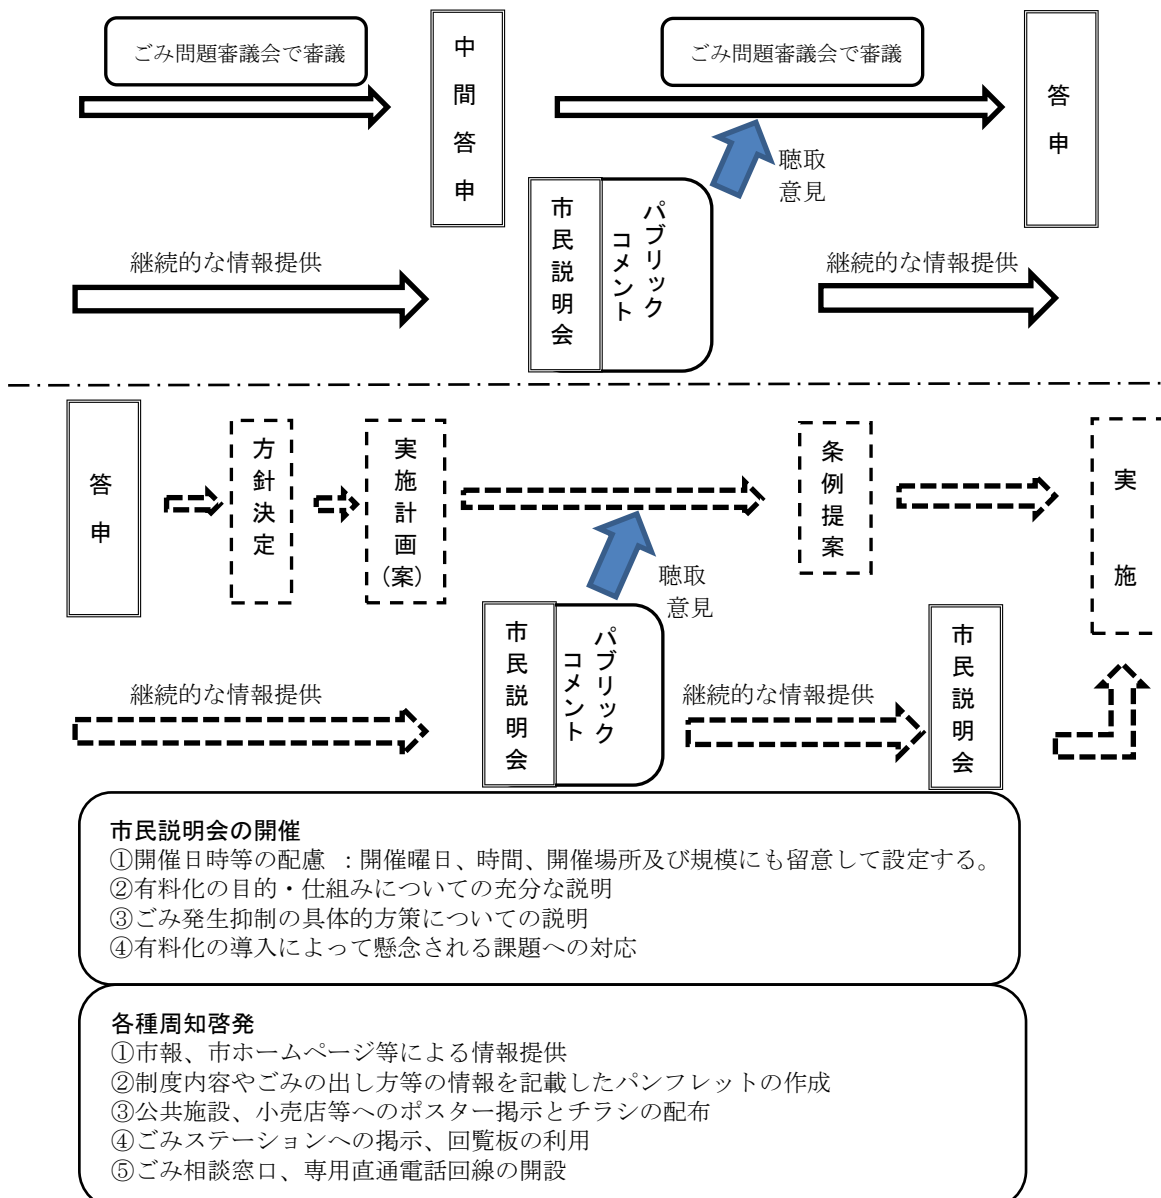 ごみ問題審議会で審議
中間答申
ごみ問題審議会で審議
答申
聴取
意見
市民説明会
パブリック
コメント
継続的な情報提供
継続的な情報提供
答申
方針決定
実施計画(案)
条例提案
実施
聴取
意見
市民説明会
パブリック
コメント
市民説明会
継続的な情報提供
継続的な情報提供
市民説明会の開催
①開催日時等の配慮 :開催曜日、時間、開催場所及び規模にも留意して設定する。
②有料化の目的・仕組みについての充分な説明
③ごみ発生抑制の具体的方策についての説明
④有料化の導入によって懸念される課題への対応
各種周知啓発
①市報、市ホームページ等による情報提供
②制度内容やごみの出し方等の情報を記載したパンフレットの作成
③公共施設、小売店等へのポスター掲示とチラシの配布
④ごみステーションへの掲示、回覧板の利用
⑤ごみ相談窓口、専用直通電話回線の開設